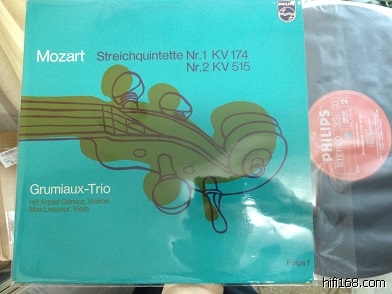 Mozart Streichquintette Nr.1 KV 174
Nr.2 KV 515
PHILIPS
Grumiaux-Trio
mit Arpad Gérecz, Violine
Max Lesueur, Viola
Folge 1
PHILIPS
STEREO
2
hifi168.com